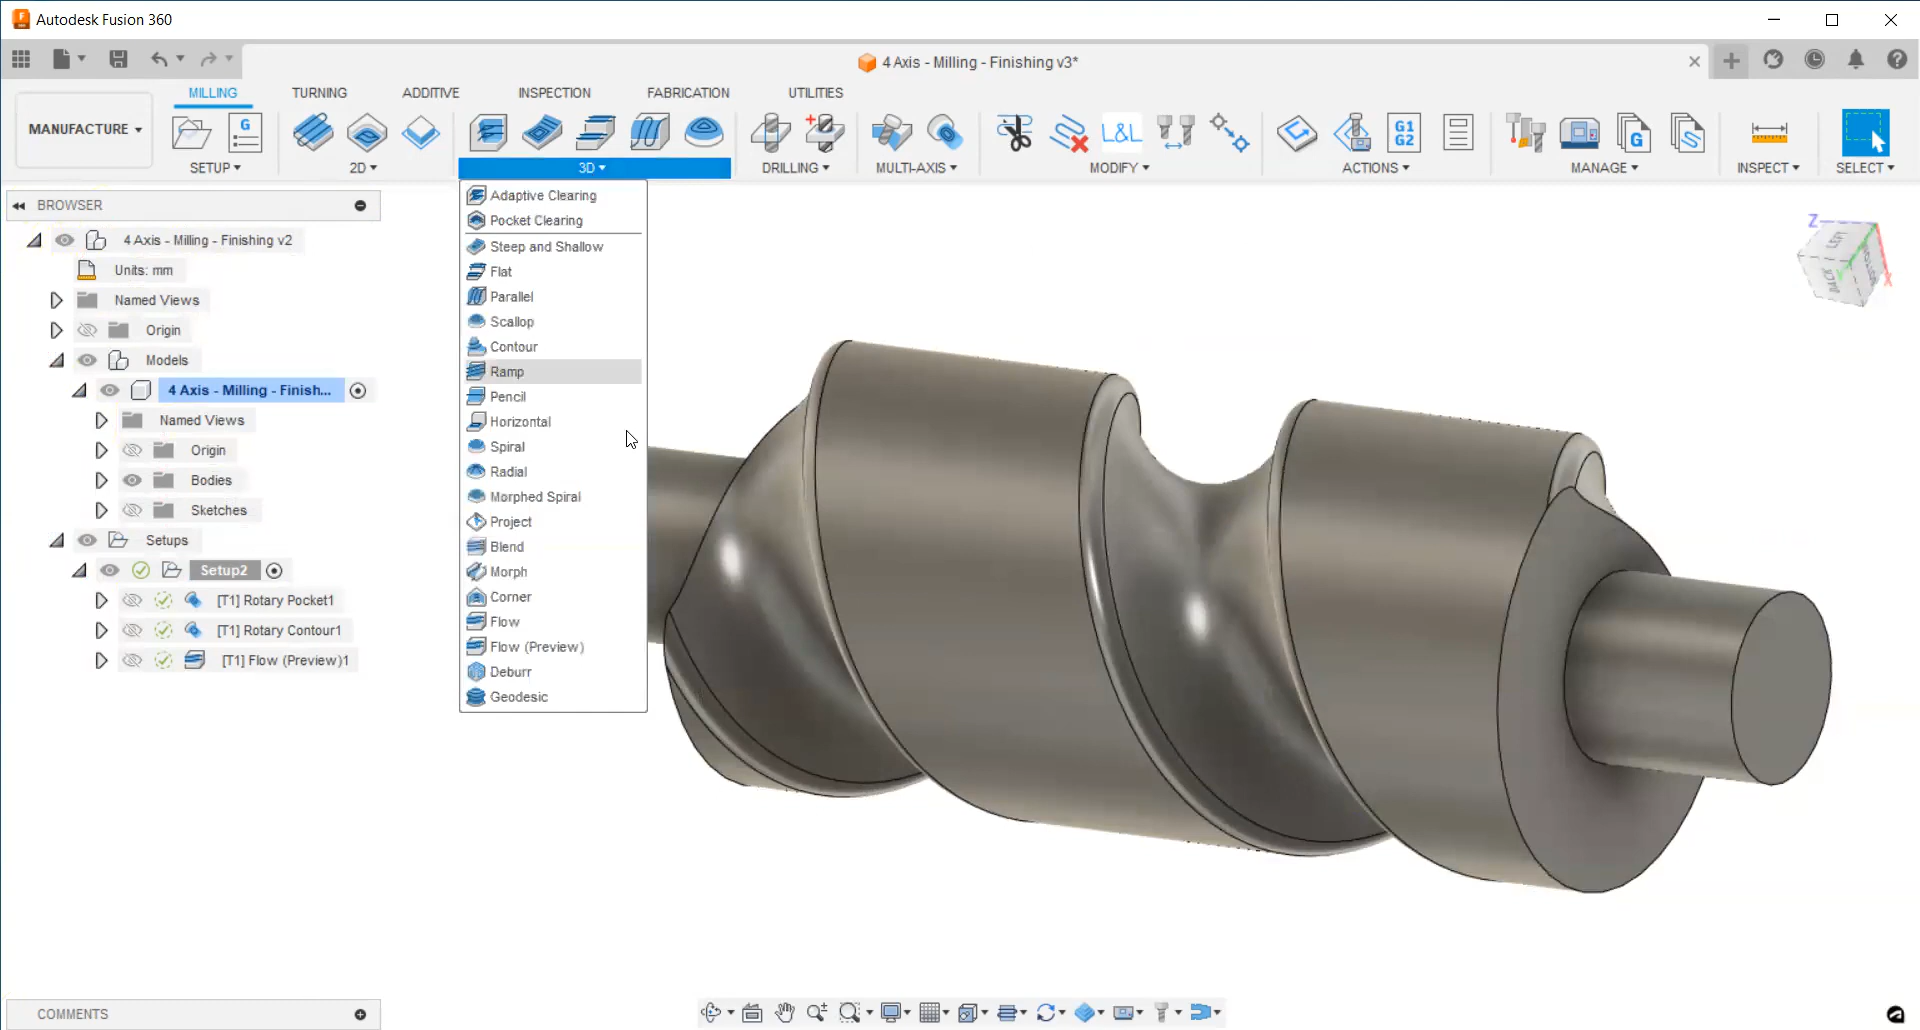 Autodesk Fusion 360
4 Axis - Milling - Finishing v3*
MILLING
TURNING
ADDITIVE
INSPECTION
FABRICATION
UTILITIES
MANUFACTURE
G
L&L
G1
G2
G
SETUP
2D
3D
DRILLING
MULTI-AXIS
MODIFY
ACTIONS
MANAGE
INSPECT
SELECT
BROWSER
4 Axis - Milling - Finishing v2
Units: mm
Named Views
Origin
Models
4 Axis - Milling - Finish...
Named Views
Origin
Bodies
Sketches
Setups
Setup2
[T1] Rotary Pocket1
[T1] Rotary Contour1
[T1] Flow (Preview)1
Adaptive Clearing
Pocket Clearing
Steep and Shallow
Flat
Parallel
Scallop
Contour
Ramp
Pencil
Horizontal
Spiral
Radial
Morphed Spiral
Project
Blend
Morph
Corner
Flow
Flow (Preview)
Deburr
Geodesic
Z
LEFT
BACK
X
COMMENTS